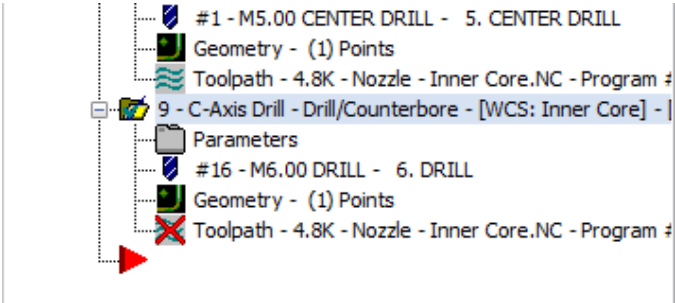 #1 - M5.00 CENTER DRILL - 5. CENTER DRILL
Geometry - (1) Points
Toolpath - 4.8K - Nozzle - Inner Core.NC - Program #
9 - C-Axis Drill - Drill/Counterbore - [WCS: Inner Core] - [
Parameters
#16 - M6.00 DRILL - 6. DRILL
Geometry - (1) Points
Toolpath - 4.8K - Nozzle - Inner Core.NC - Program #